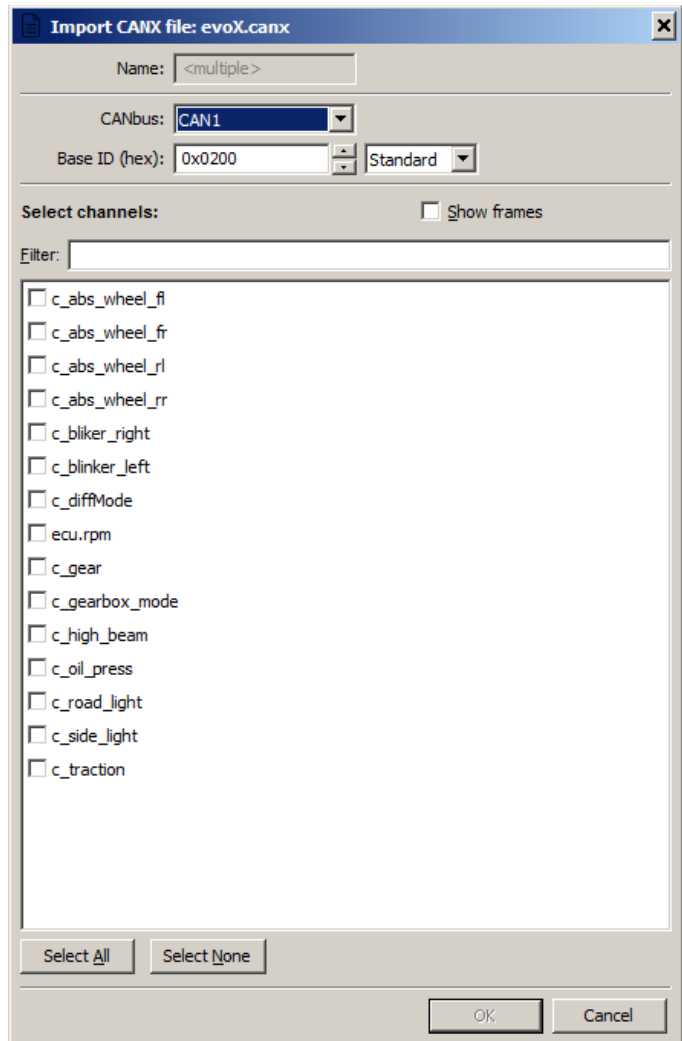 Import CANX file: evoX.canx
Name: <multiple>
CANbus: CAN1
Base ID (hex): 0x0200 Standard
Select channels: Show frames
Filter:
c_abs_wheel_fl
c_abs_wheel_fr
c_abs_wheel_rl
c_abs_wheel_rr
c_bliker_right
c_blinker_left
c_diffMode
ecu.rpm
c_gear
c_gearbox_mode
c_high_beam
c_oil_press
c_road_light
c_side_light
c_traction
Select All Select None
OK Cancel